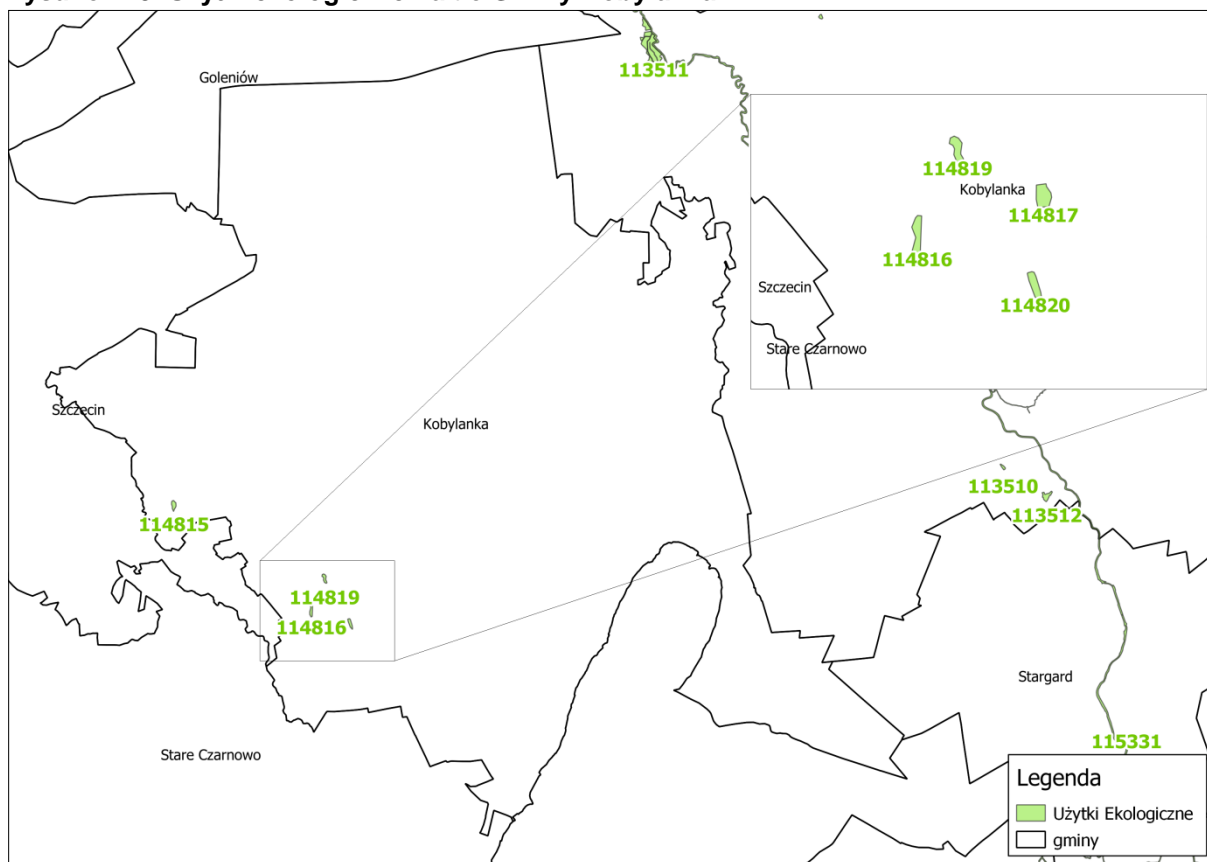 113511
Goleniów
114819
Kobylanka
114817
114816
Szczecin
114820
Stare Czarnowo
Szczecin
Kobylanka
113510
113512
114815
114819
114816
Stargard
115331
Stare Czarnowo
Legenda
Użytki Ekologiczne
gminy